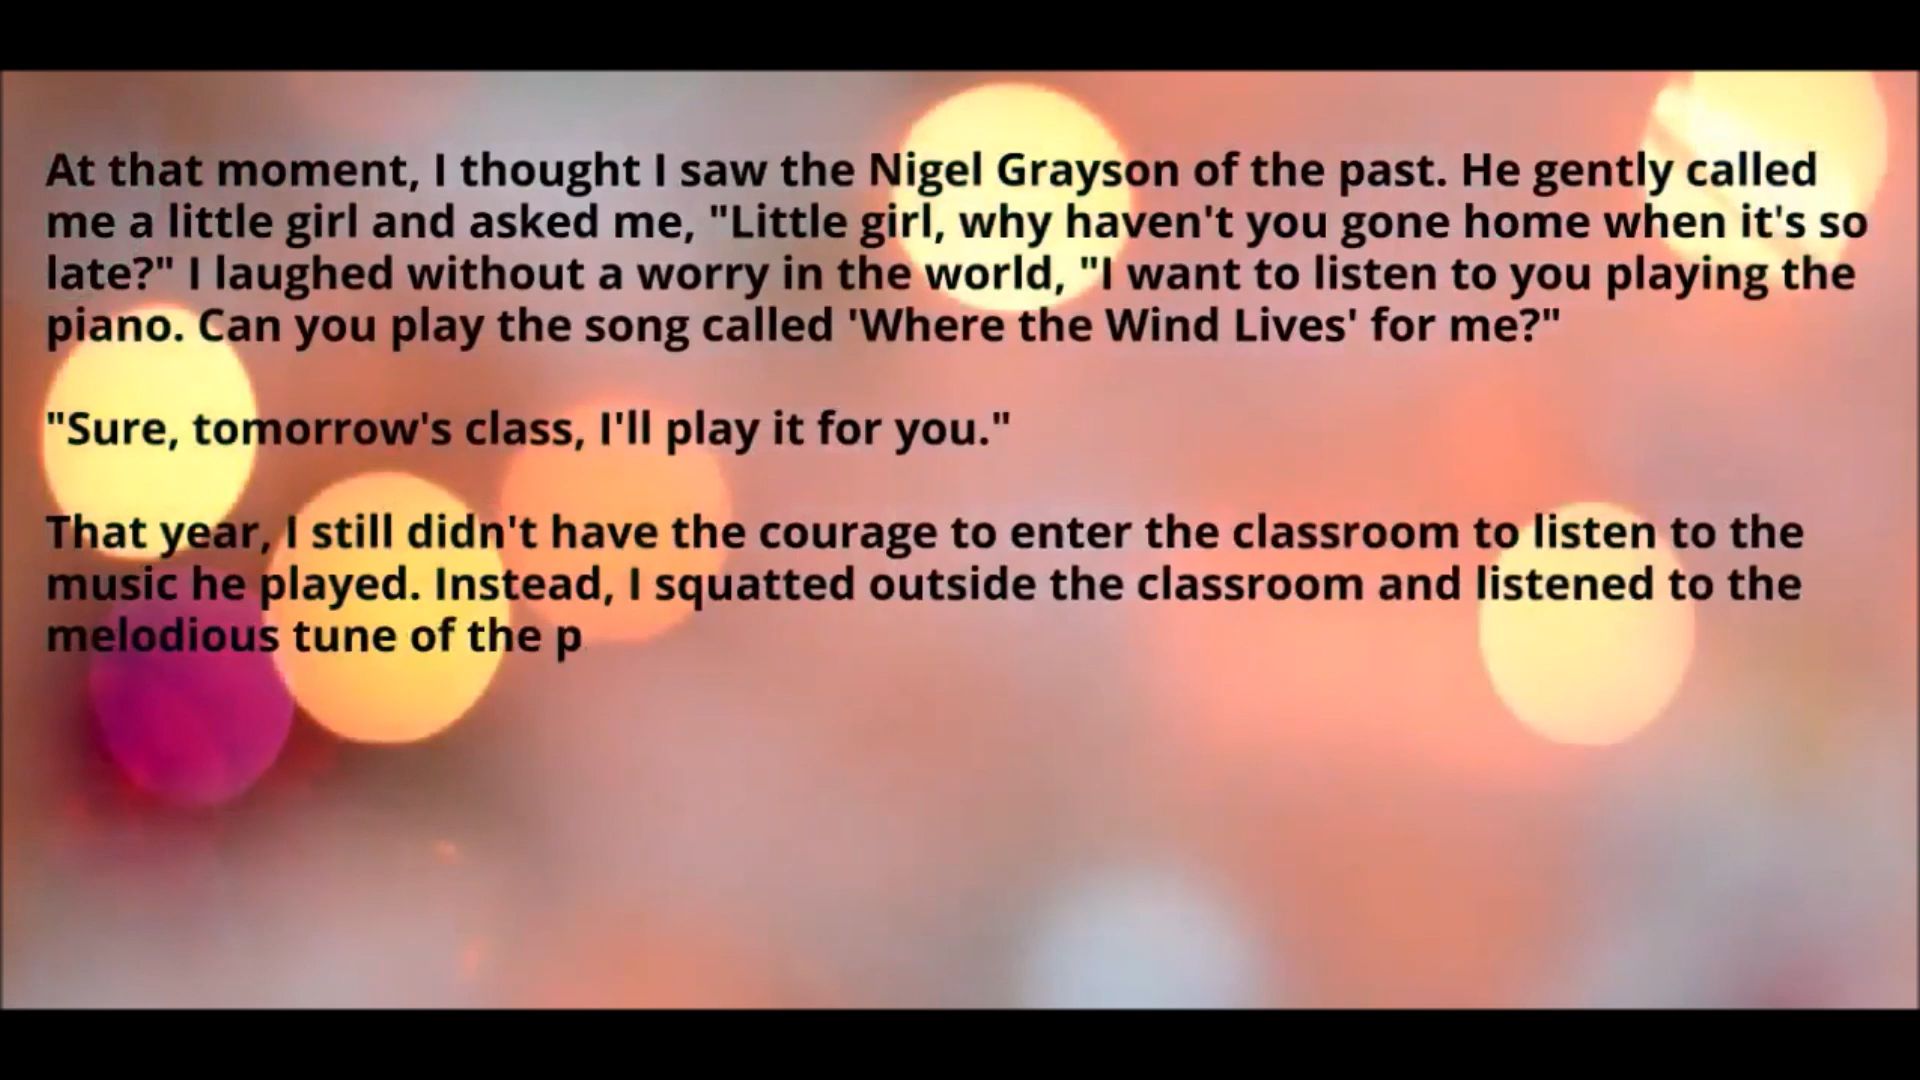 At that moment, I thought I saw the Nigel Grayson of the past. He gently called
me a little girl and asked me, "Little girl, why haven't you gone home when it's so
late?" I laughed without a worry in the world, "I want to listen to you playing the
piano. Can you play the song called 'Where the Wind Lives' for me?"
"Sure, tomorrow's class, I'll play it for you."
That year, I still didn't have the courage to enter the classroom to listen to the
music he played. Instead, I squatted outside the classroom and listened to the
melodious tune of the p